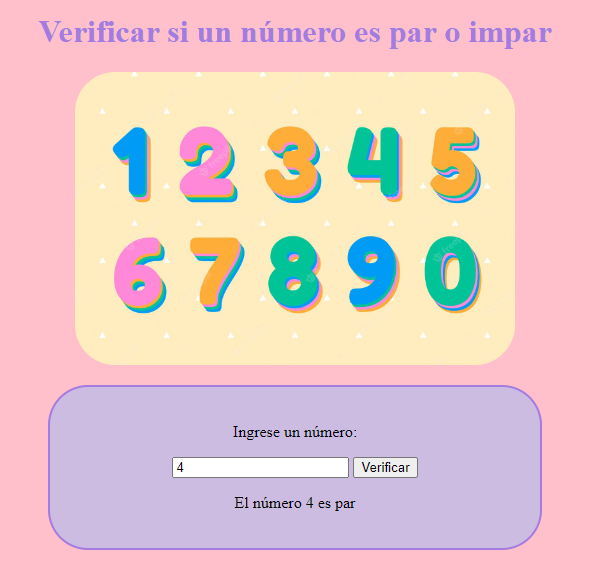 Verificar si un número es par o impar
1 2 3 4 5
6 7 8 9 0
Ingrese un número:
4 Verificar
El número 4 es par